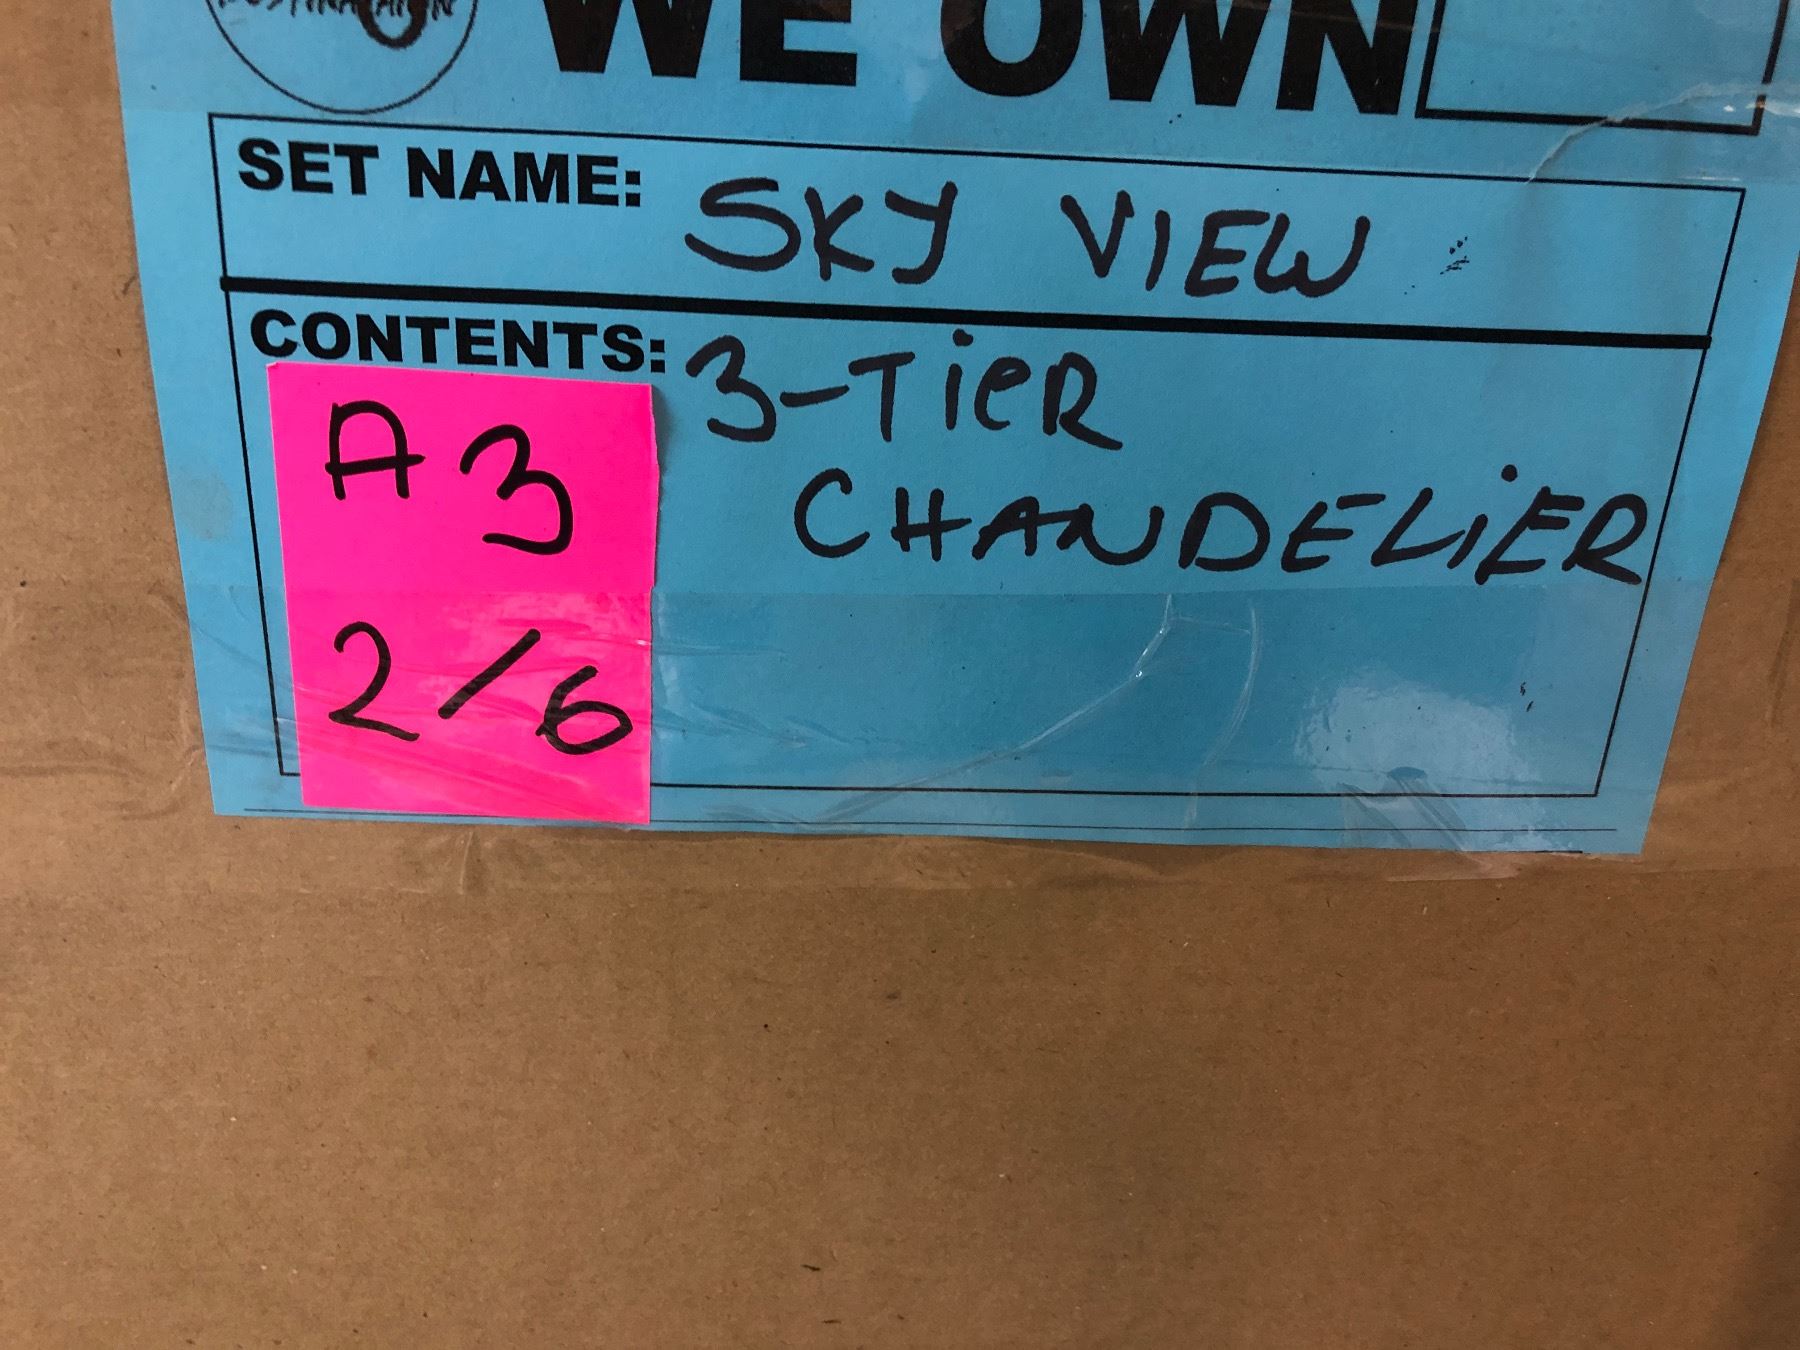 WE OWN
SET NAME: SKY VIEW
CONTENTS: 3-TiER
CHANDELiER
A3
2/6